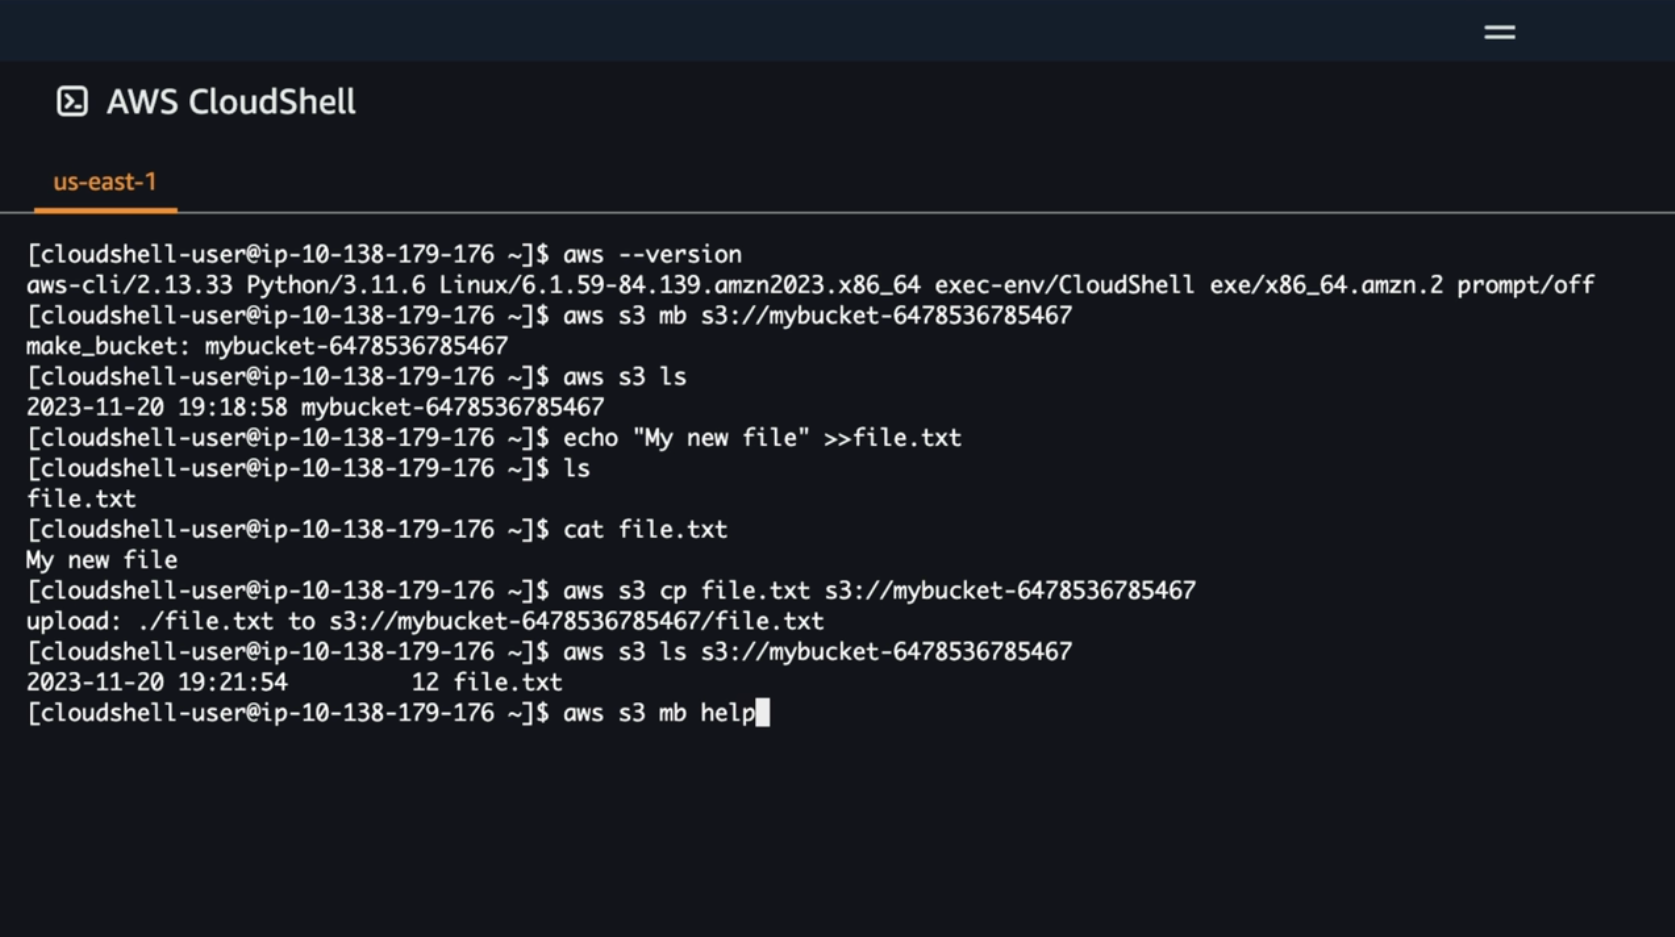 AWS CloudShell
us-east-1
[cloudshell-user@ip-10-138-179-176 ~]$ aws --version
aws-cli/2.13.33 Python/3.11.6 Linux/6.1.59-84.139.amzn2023.x86_64 exec-env/CloudShell exe/x86_64.amzn.2 prompt/off
[cloudshell-user@ip-10-138-179-176 ~]$ aws s3 mb s3://mybucket-6478536785467
make_bucket: mybucket-6478536785467
[cloudshell-user@ip-10-138-179-176 ~]$ aws s3 ls
2023-11-20 19:18:58 mybucket-6478536785467
[cloudshell-user@ip-10-138-179-176 ~]$ echo "My new file" >>file.txt
[cloudshell-user@ip-10-138-179-176 ~]$ ls
file.txt
[cloudshell-user@ip-10-138-179-176 ~]$ cat file.txt
My new file
[cloudshell-user@ip-10-138-179-176 ~]$ aws s3 cp file.txt s3://mybucket-6478536785467
upload: ./file.txt to s3://mybucket-6478536785467/file.txt
[cloudshell-user@ip-10-138-179-176 ~]$ aws s3 ls s3://mybucket-6478536785467
2023-11-20 19:21:54         12 file.txt
[cloudshell-user@ip-10-138-179-176 ~]$ aws s3 mb help